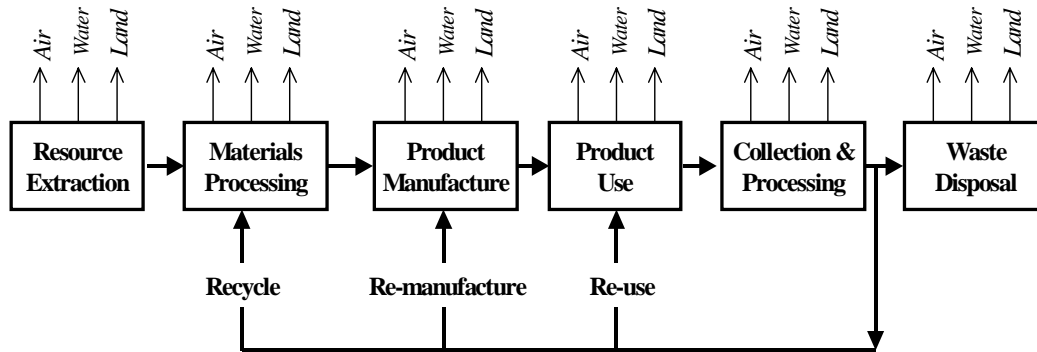 Air Water Land Air Water Land Air Water Land Air Water Land Air Water Land Air Water Land
Resource Materials Product Product Collection & Waste
Extraction Processing Manufacture Use Processing Disposal
Recycle Re-manufacture Re-use